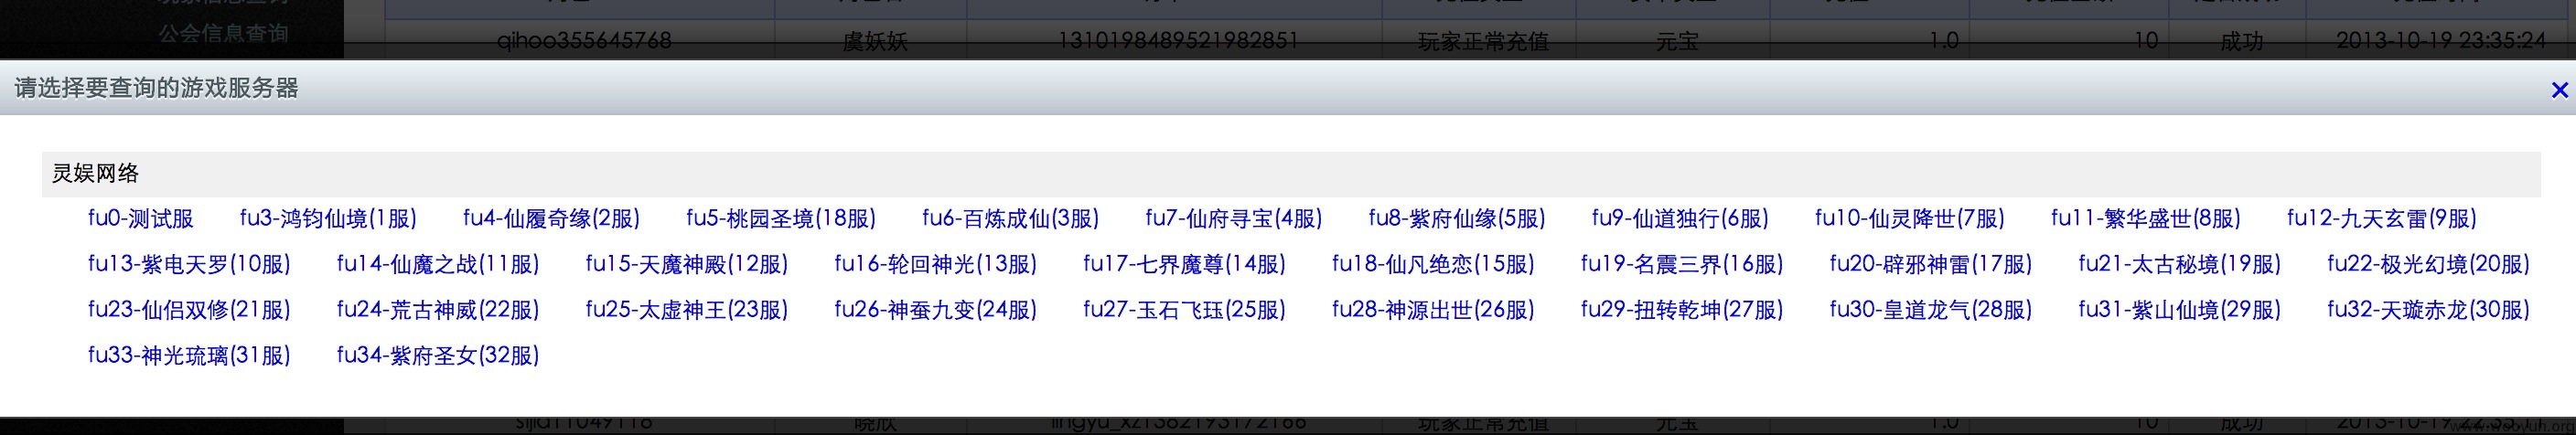 公会信息查询 qihoo355645768 虞妖妖 1310198489521982851 玩家正常充值 元宝 1.0 10 成功 2013-10-19 23:35:24
请选择要查询的游戏服务器
灵娱网络
fu0-测试服 fu3-鸿钧仙境(1服) fu4-仙履奇缘(2服) fu5-桃园圣境(18服) fu6-百炼成仙(3服) fu7-仙府寻宝(4服) fu8-紫府仙缘(5服) fu9-仙道独行(6服) fu10-仙灵降世(7服) fu11-繁华盛世(8服) fu12-九天玄雷(9服)
fu13-紫电天罗(10服) fu14-仙魔之战(11服) fu15-天魔神殿(12服) fu16-轮回神光(13服) fu17-七界魔尊(14服) fu18-仙凡绝恋(15服) fu19-名震三界(16服) fu20-辟邪神雷(17服) fu21-太古秘境(19服) fu22-极光幻境(20服)
fu23-仙侣双修(21服) fu24-荒古神威(22服) fu25-太虚神王(23服) fu26-神蚕九变(24服) fu27-玉石飞珏(25服) fu28-神源出世(26服) fu29-扭转乾坤(27服) fu30-皇道龙气(28服) fu31-紫山仙境(29服) fu32-天璇赤龙(30服)
fu33-神光琉璃(31服) fu34-紫府圣女(32服)
晓欣 玩家正常充值 元宝 1.0 10 成功